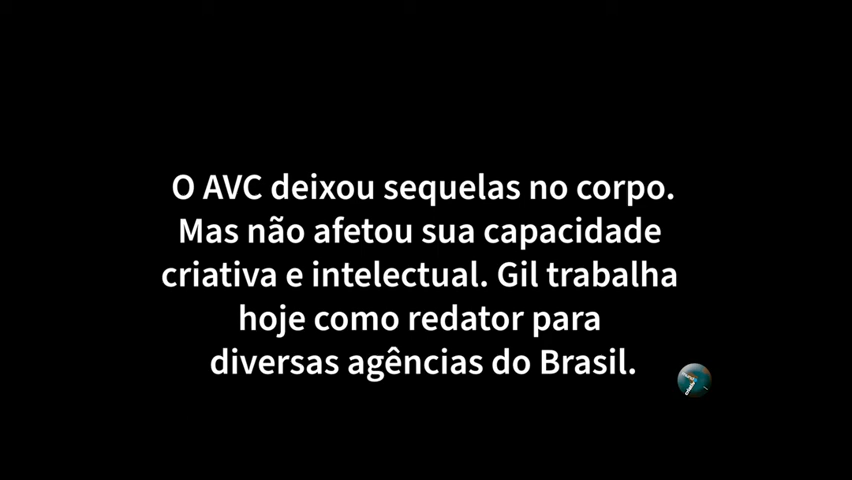 O AVC deixou sequelas no corpo.
Mas não afetou sua capacidade
criativa e intelectual. Gil trabalha
hoje como redator para
diversas agências do Brasil.